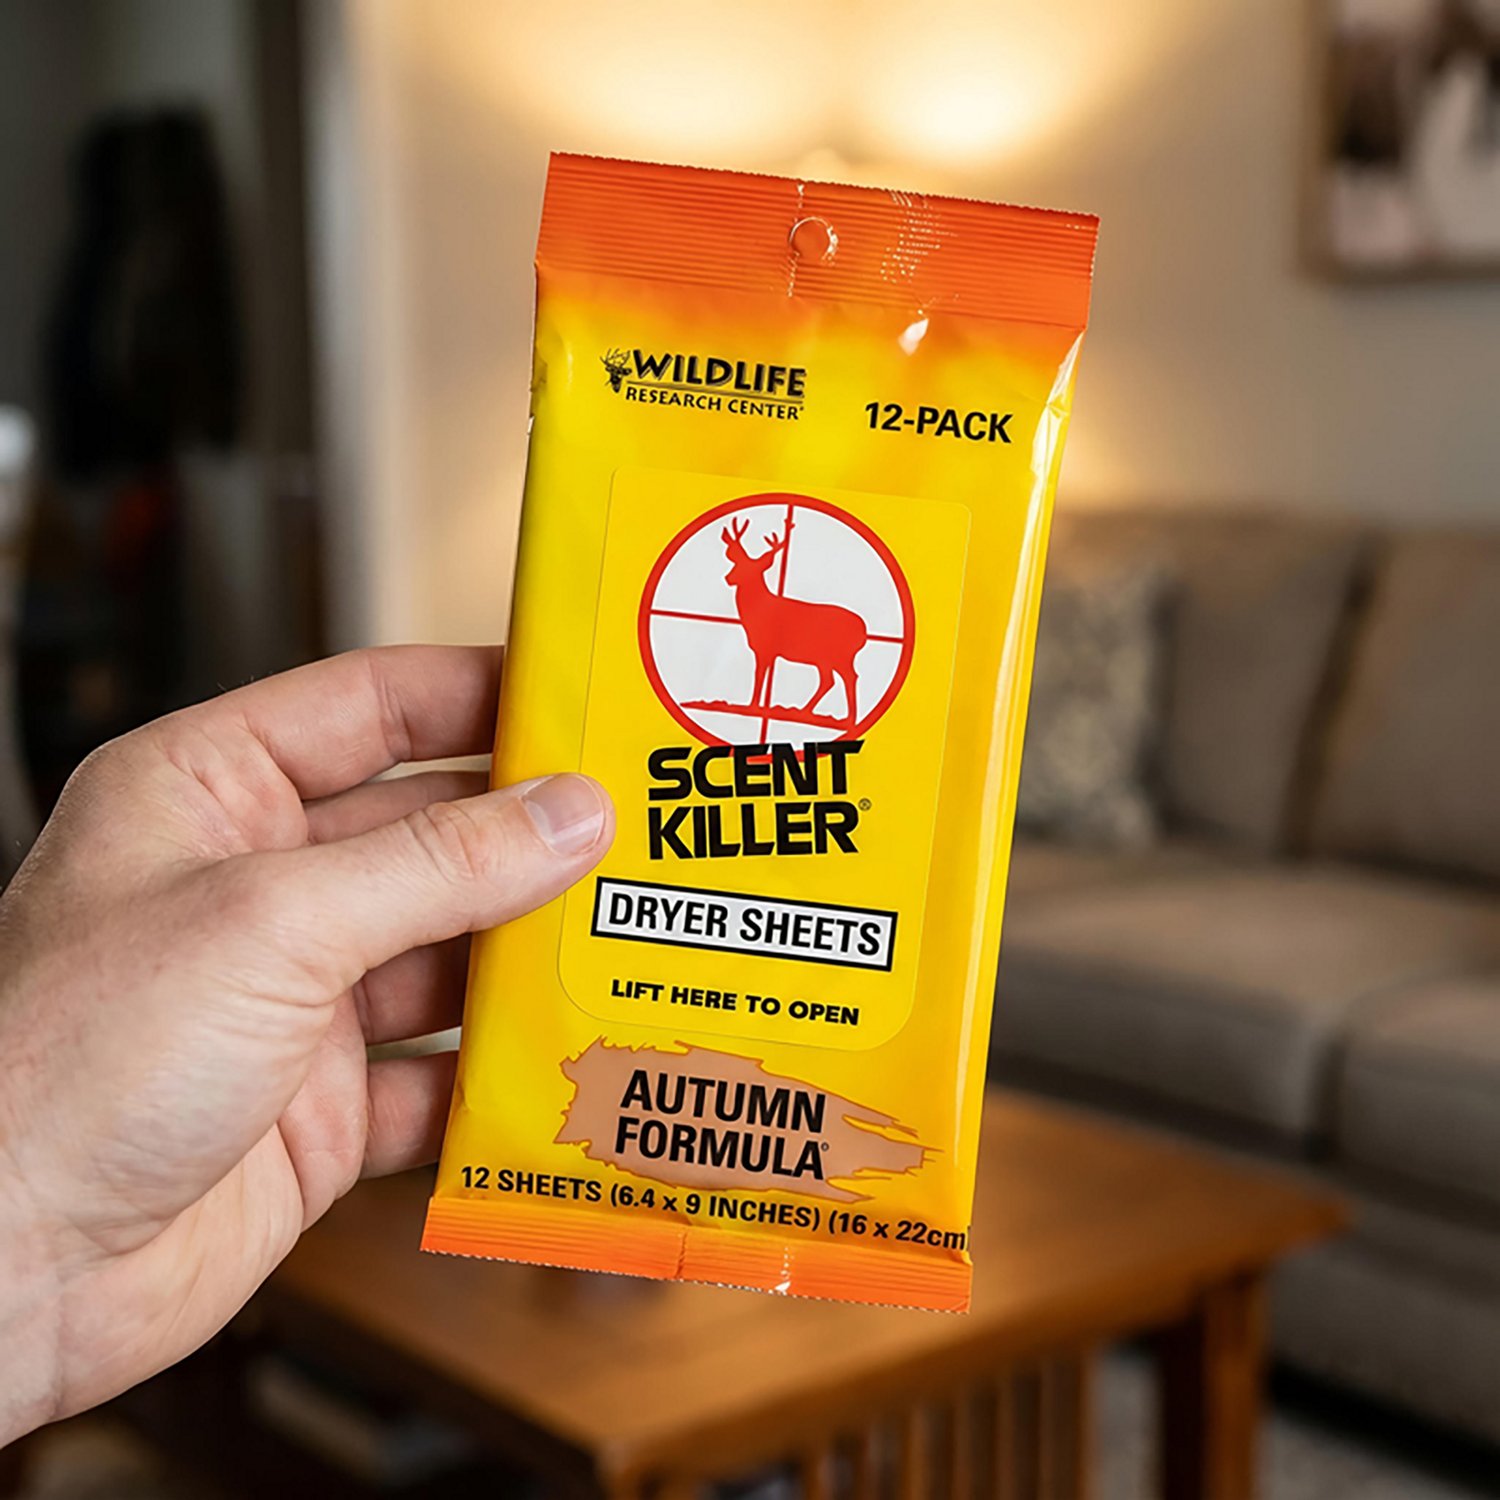 WILDLIFE
RESEARCH CENTER®
12-PACK
SCENT
KILLER®
DRYER SHEETS
LIFT HERE TO OPEN
AUTUMN
FORMULA®
12 SHEETS (6.4 x 9 INCHES) (16 x 22cm